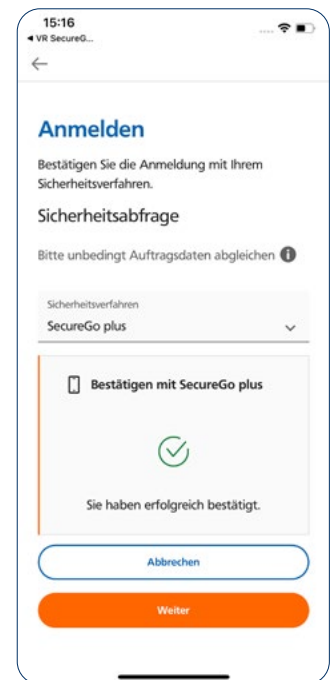 15:16
◀ VR SecureG...
Anmelden
Bestätigen Sie die Anmeldung mit Ihrem
Sicherheitsverfahren.
Sicherheitsabfrage
Bitte unbedingt Auftragsdaten abgleichen i
Sicherheitsverfahren
SecureGo plus
Bestätigen mit SecureGo plus
Sie haben erfolgreich bestätigt.
Abbrechen
Weiter